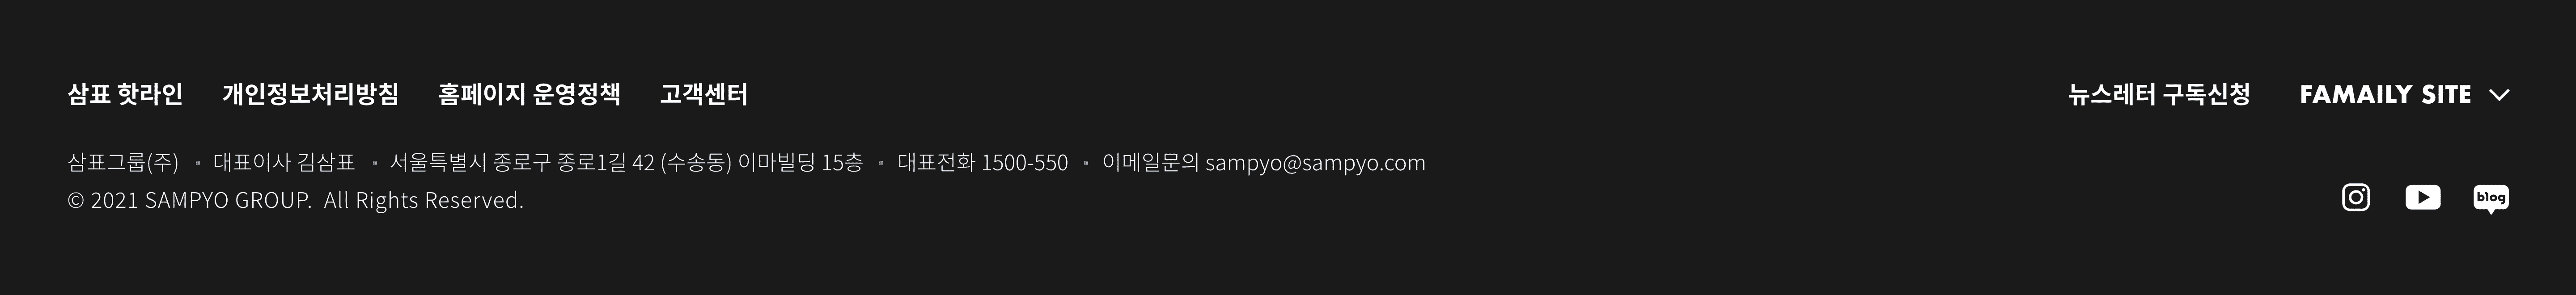 삼표 핫라인 개인정보처리방침 홈페이지 운영정책 고객센터 뉴스레터 구독신청 FAMAILY SITE
삼표그룹(주) ▪ 대표이사 김삼표 ▪ 서울특별시 종로구 종로1길 42 (수송동) 이마빌딩 15층 ▪ 대표전화 1500-550 ▪ 이메일문의 sampyo@sampyo.com
© 2021 SAMPYO GROUP. All Rights Reserved.
blog